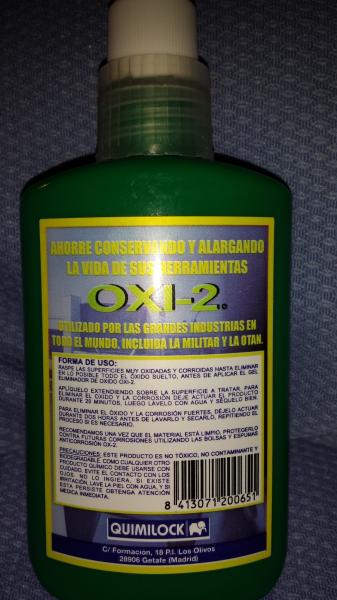 AHORRE CONSERVANDO Y ALARGANDO
LA VIDA DE SUS HERRAMIENTAS
OXI-2®
UTILIZADO POR LAS GRANDES INDUSTRIAS EN
TODO EL MUNDO, INCLUIDA LA MILITAR Y LA OTAN.
FORMA DE USO:
RASPE LAS SUPERFICIES MUY OXIDADAS Y CORROIDAS HASTA ELIMINAR
EN LO POSIBLE TODO EL ÓXIDO SUELTO, ANTES DE APLICAR EL GEL
ELIMINADOR DE OXIDO OXI-2.
APLÍQUELO EXTENDIENDO SOBRE LA SUPERFICIE A TRATAR, PARA
ELIMINAR EL ÓXIDO Y LA CORROSIÓN DEJE ACTUAR EL PRODUCTO
DURANTE 20 MINUTOS, LUEGO LÁVELO CON AGUA Y SÉQUELO BIEN.
PARA ELIMINAR EL ÓXIDO Y LA CORROSIÓN FUERTES, DÉJELO ACTUAR
DURANTE DOS HORAS ANTES DE LAVARLO Y SECARLO, REPITIENDO EL
PROCESO SI ES NECESARIO.
RECOMENDAMOS UNA VEZ QUE EL MATERIAL ESTÁ LIMPIO, PROTEGERLO
CONTRA FUTURAS CORROSIONES UTILIZANDO LAS BOLSAS Y ESPUMAS
ANTICORROSIÓN OX-2.
PRECAUCIONES: ESTE PRODUCTO ES NO TÓXICO, NO CONTAMINANTE Y
BIODEGRADABLE, COMO CUALQUIER OTRO
PRODUCTO QUÍMICO DEBE USARSE CON
CUIDADO. EVITE EL CONTACTO CON LOS
OJOS. NO LO INGIERA, SI EXISTE
IRRITACIÓN, LAVE LA PIEL CON AGUA, Y SI
ESTA PERSISTE OBTENGA ATENCIÓN
MEDICA INMEDIATA.
8 413071 200651
QUIMILOCK
C/ Formación, 18 P.I. Los Olivos
28906 Getafe (Madrid)